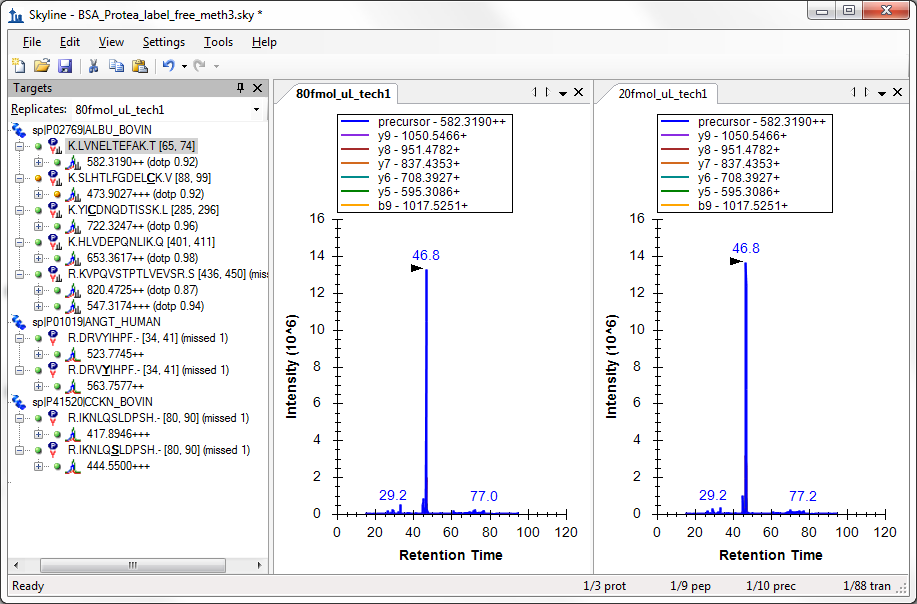 Skyline - BSA_Protea_label_free_meth3.sky *
File Edit View Settings Tools Help
Targets
Replicates: 80fmol_uL_tech1
sp|P02769|ALBU_BOVIN
K.LVNELTEFAK.T [65, 74]
582.3190++ (dotp 0.92)
K.SLHTLFGDELCK.V [88, 99]
473.9027+++ (dotp 0.92)
K.YICDNQDTISSK.L [285, 296]
722.3247++ (dotp 0.96)
K.HLVDEPQNLIK.Q [401, 411]
653.3617++ (dotp 0.98)
R.KVPQVSTPTLVEVSR.S [436, 450] (miss
820.4725++ (dotp 0.87)
547.3174+++ (dotp 0.94)
sp|P01019|ANGT_HUMAN
R.DRVYIHPF.- [34, 41] (missed 1)
523.7745++
R.DRVYIHPF.- [34, 41] (missed 1)
563.7577++
sp|P41520|CCKN_BOVIN
R.IKNLQSLDPSH.- [80, 90] (missed 1)
417.8946+++
R.IKNLQSLDPSH.- [80, 90] (missed 1)
444.5500+++
80fmol_uL_tech1
precursor - 582.3190++
y9 - 1050.5466+
y8 - 951.4782+
y7 - 837.4353+
y6 - 708.3927+
y5 - 595.3086+
b9 - 1017.5251+
16
14
12
10
8
6
4
2
0
Intensity (10^6)
46.8
29.2 77.0
0 20 40 60 80 100 120
Retention Time
20fmol_uL_tech1
precursor - 582.3190++
y9 - 1050.5466+
y8 - 951.4782+
y7 - 837.4353+
y6 - 708.3927+
y5 - 595.3086+
b9 - 1017.5251+
16
14
12
10
8
6
4
2
0
Intensity (10^6)
46.8
29.2 77.2
0 20 40 60 80 100 120
Retention Time
Ready 1/3 prot 1/9 pep 1/10 prec 1/88 tran